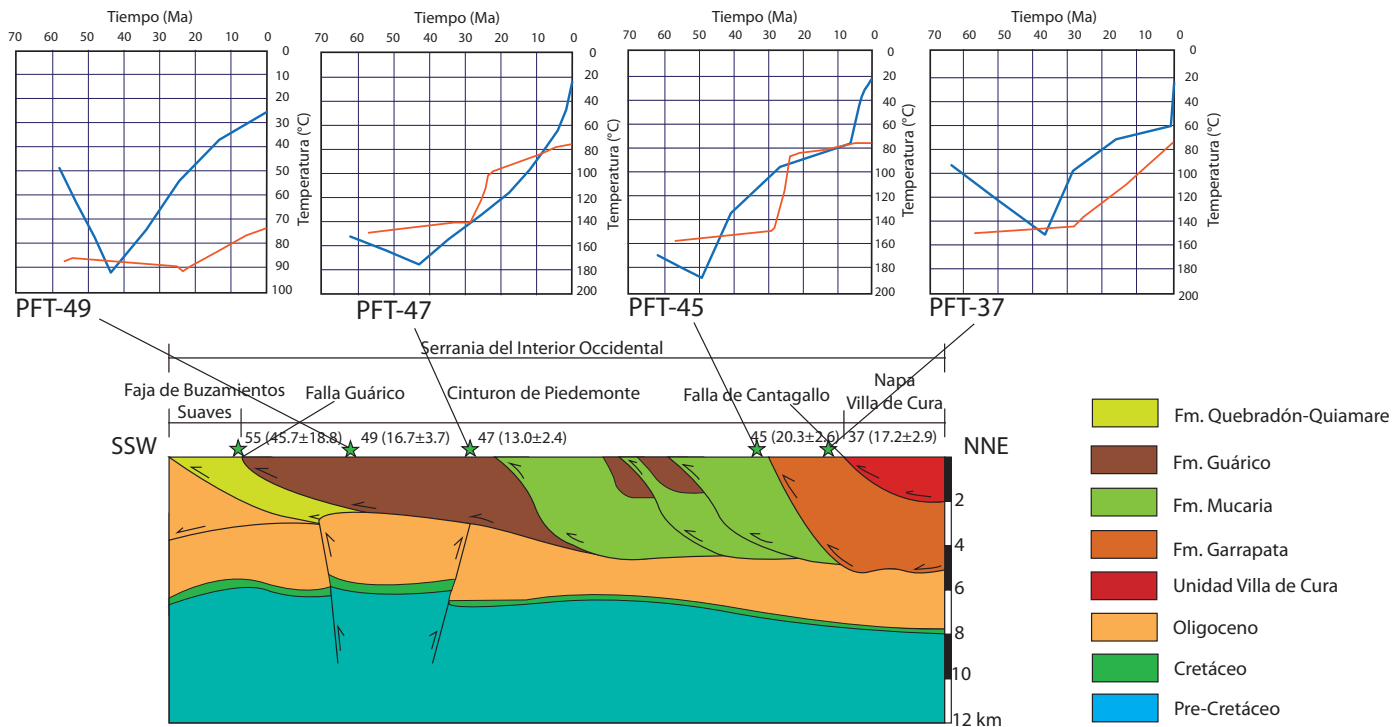 Tiempo (Ma) Tiempo (Ma) Tiempo (Ma) Tiempo (Ma)
70 60 50 40 30 20 10 0
0
10
20
30
40
50
60
70
80
90
100
Temperatura (°C)
70 60 50 40 30 20 10 0
0
20
40
60
80
100
120
140
160
180
200
Temperatura (°C)
70 60 50 40 30 20 10 0
0
20
40
60
80
100
120
140
160
180
200
Temperatura (°C)
70 60 50 40 30 20 10 0
0
20
40
60
80
100
120
140
160
180
200
Temperatura (°C)
PFT-49 PFT-47 PFT-45 PFT-37
Serrania del Interior Occidental
Faja de Buzamientos
Suaves
Falla Guárico
Cinturon de Piedemonte
Falla de Cantagallo
Napa
Villa de Cura
SSW
55 (45.7±18.8) 49 (16.7±3.7) 47 (13.0±2.4) 45 (20.3±2.6) 37 (17.2±2.9)
NNE
2
4
6
8
10
12 km
Fm. Quebradón-Quiamare
Fm. Guárico
Fm. Mucaria
Fm. Garrapata
Unidad Villa de Cura
Oligoceno
Cretáceo
Pre-Cretáceo